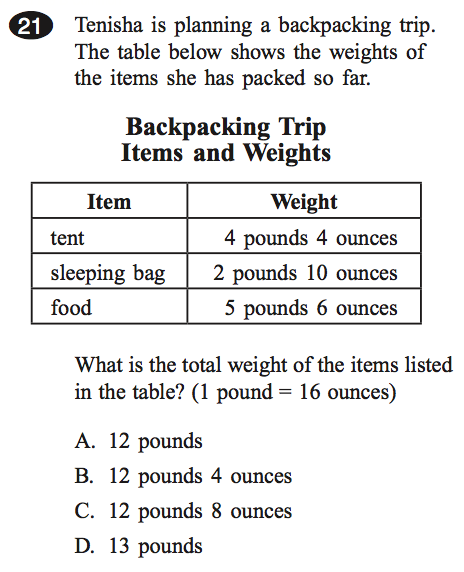 21 Tenisha is planning a backpacking trip.
The table below shows the weights of
the items she has packed so far.
Backpacking Trip
Items and Weights
Item Weight
tent 4 pounds 4 ounces
sleeping bag 2 pounds 10 ounces
food 5 pounds 6 ounces
What is the total weight of the items listed
in the table? (1 pound = 16 ounces)
A. 12 pounds
B. 12 pounds 4 ounces
C. 12 pounds 8 ounces
D. 13 pounds